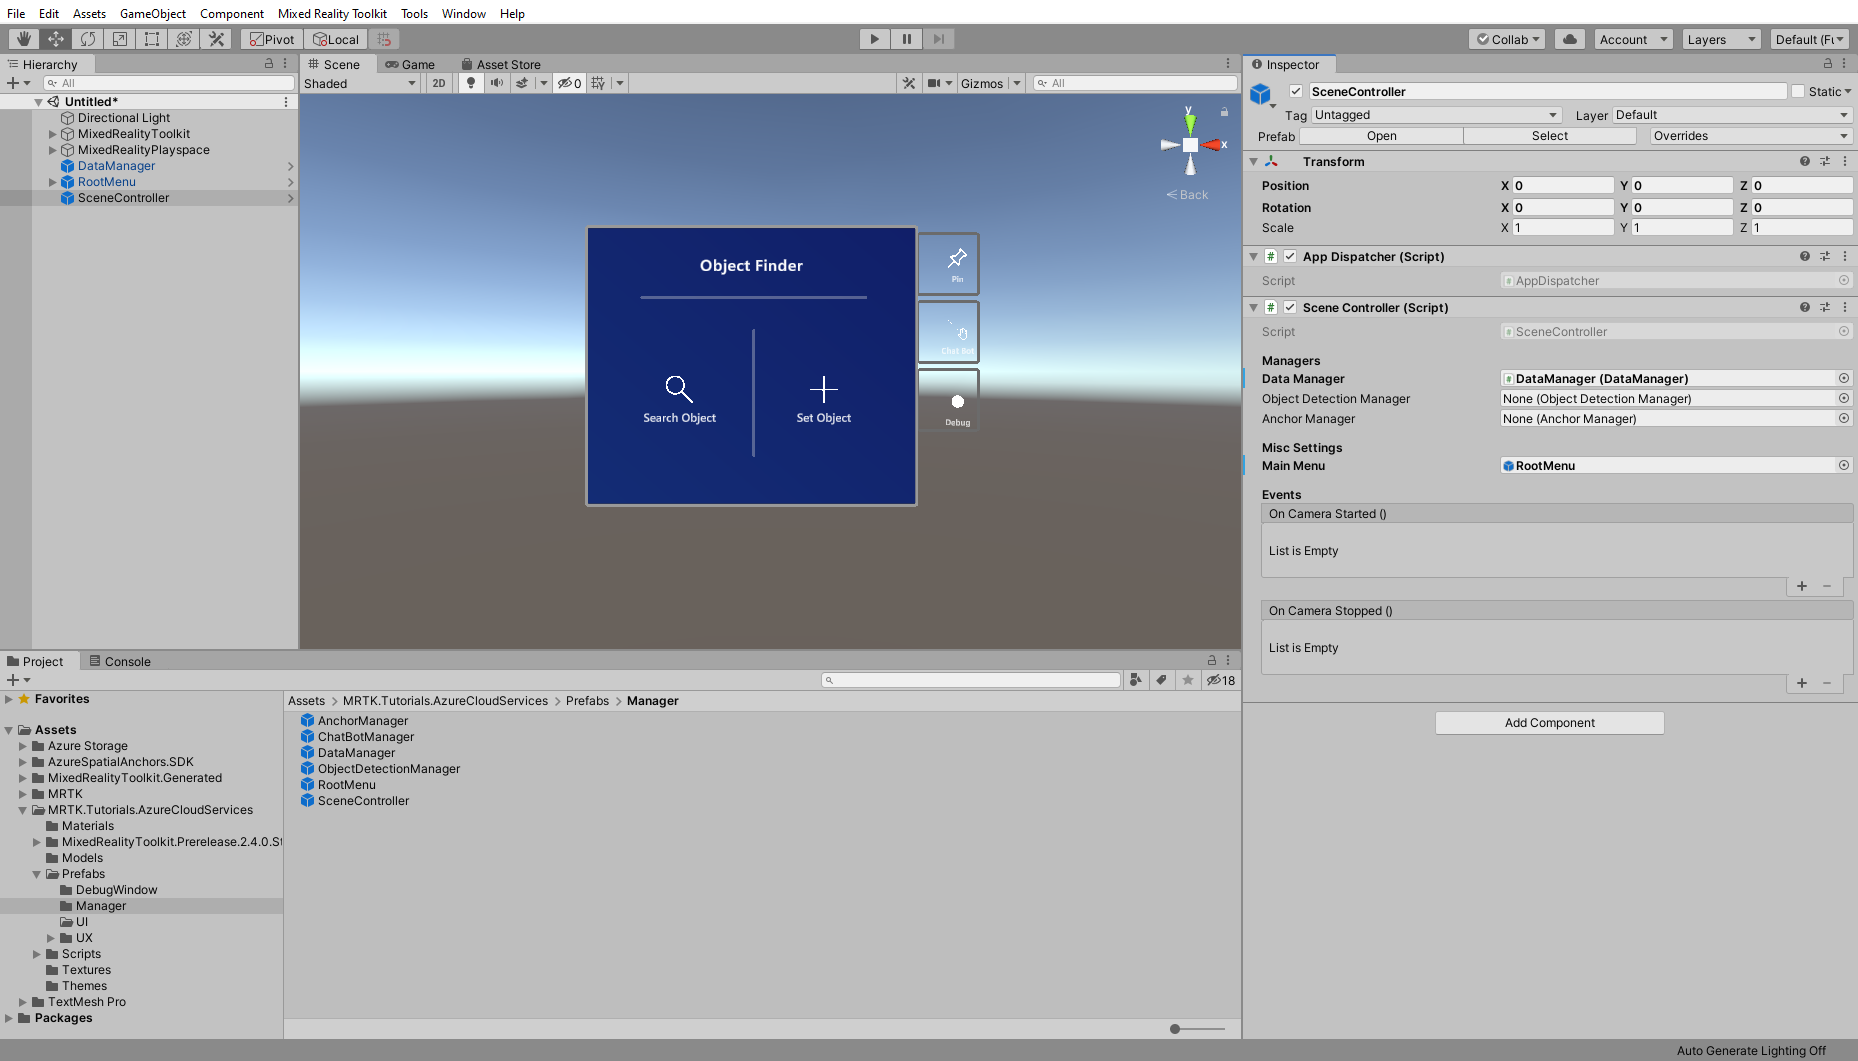 File Edit Assets GameObject Component Mixed Reality Toolkit Tools Window Help
Pivot Local Collab Account Layers Default (Fu
Hierarchy
All
Untitled*
Directional Light
MixedRealityToolkit
MixedRealityPlayspace
DataManager
RootMenu
SceneController
Scene Game Asset Store
Shaded 2D 0 Gizmos All
y
x
Back
Object Finder
Search Object
Set Object
Pin
Chat Bot
Debug
Inspector
SceneController Static
Tag Untagged Layer Default
Prefab Open Select Overrides
Transform
Position X 0 Y 0 Z 0
Rotation X 0 Y 0 Z 0
Scale X 1 Y 1 Z 1
# App Dispatcher (Script)
Script # AppDispatcher
# Scene Controller (Script)
Script # SceneController
Managers
Data Manager # DataManager (DataManager)
Object Detection Manager None (Object Detection Manager)
Anchor Manager None (Anchor Manager)
Misc Settings
Main Menu RootMenu
Events
On Camera Started ()
List is Empty
+ −
On Camera Stopped ()
List is Empty
+ −
Add Component
Project Console
18
Favorites
Assets
Azure Storage
AzureSpatialAnchors.SDK
MixedRealityToolkit.Generated
MRTK
MRTK.Tutorials.AzureCloudServices
Materials
MixedRealityToolkit.Prerelease.2.4.0.St
Models
Prefabs
DebugWindow
Manager
UI
UX
Scripts
Textures
Themes
TextMesh Pro
Packages
Assets > MRTK.Tutorials.AzureCloudServices > Prefabs > Manager
AnchorManager
ChatBotManager
DataManager
ObjectDetectionManager
RootMenu
SceneController
Auto Generate Lighting Off